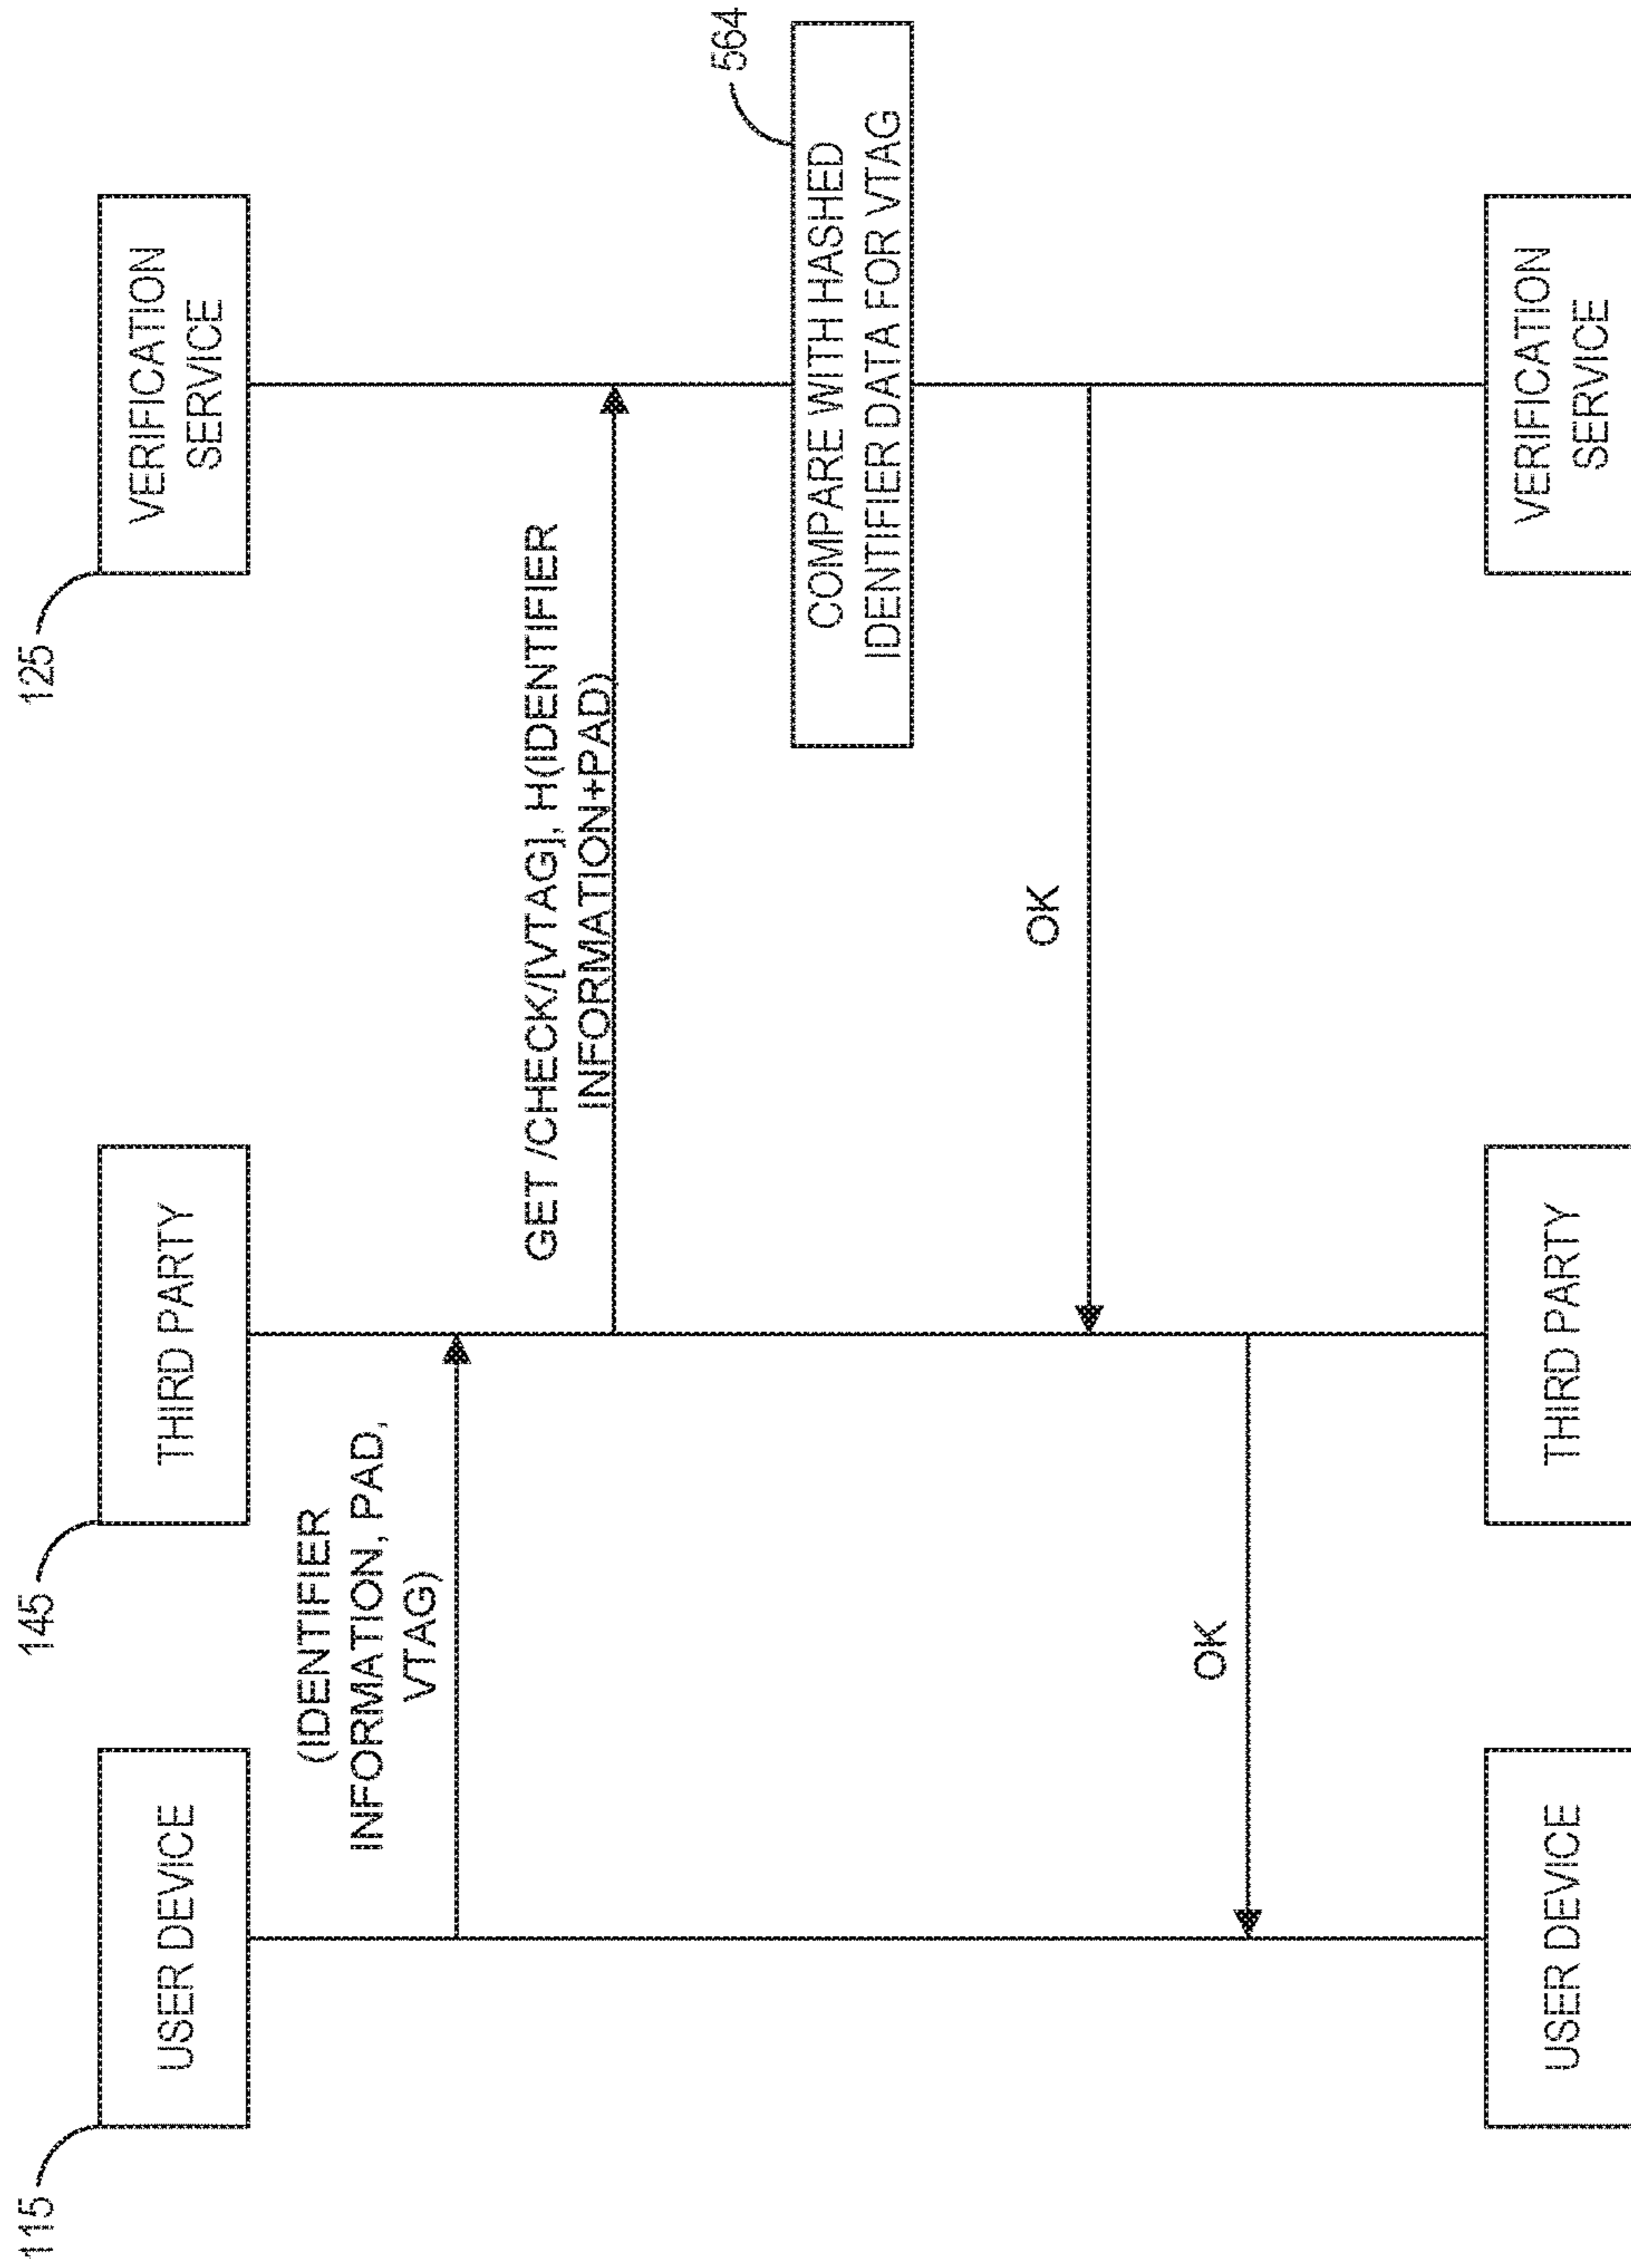 115
USER DEVICE
145
THIRD PARTY
125
VERIFICATION
SERVICE
(IDENTIFIER
INFORMATION, PAD,
VTAG)
GET /CHECK/[VTAG], H(IDENTIFIER
INFORMATION+PAD)
564
COMPARE WITH HASHED
IDENTIFIER DATA FOR VTAG
OK
OK
USER DEVICE
THIRD PARTY
VERIFICATION
SERVICE